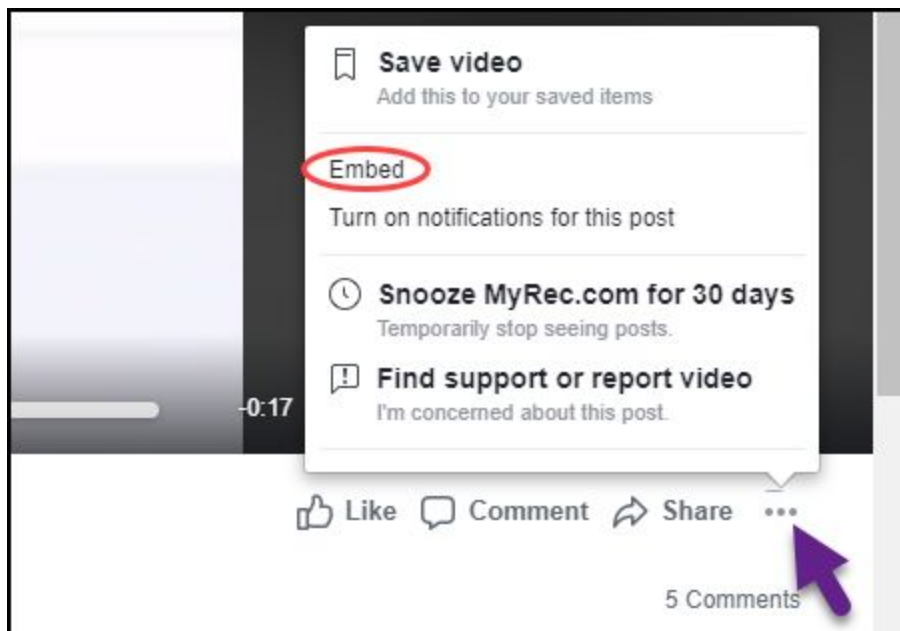 Save video
Add this to your saved items
Embed
Turn on notifications for this post
Snooze MyRec.com for 30 days
Temporarily stop seeing posts.
Find support or report video
I'm concerned about this post.
-0:17
Like Comment Share
5 Comments